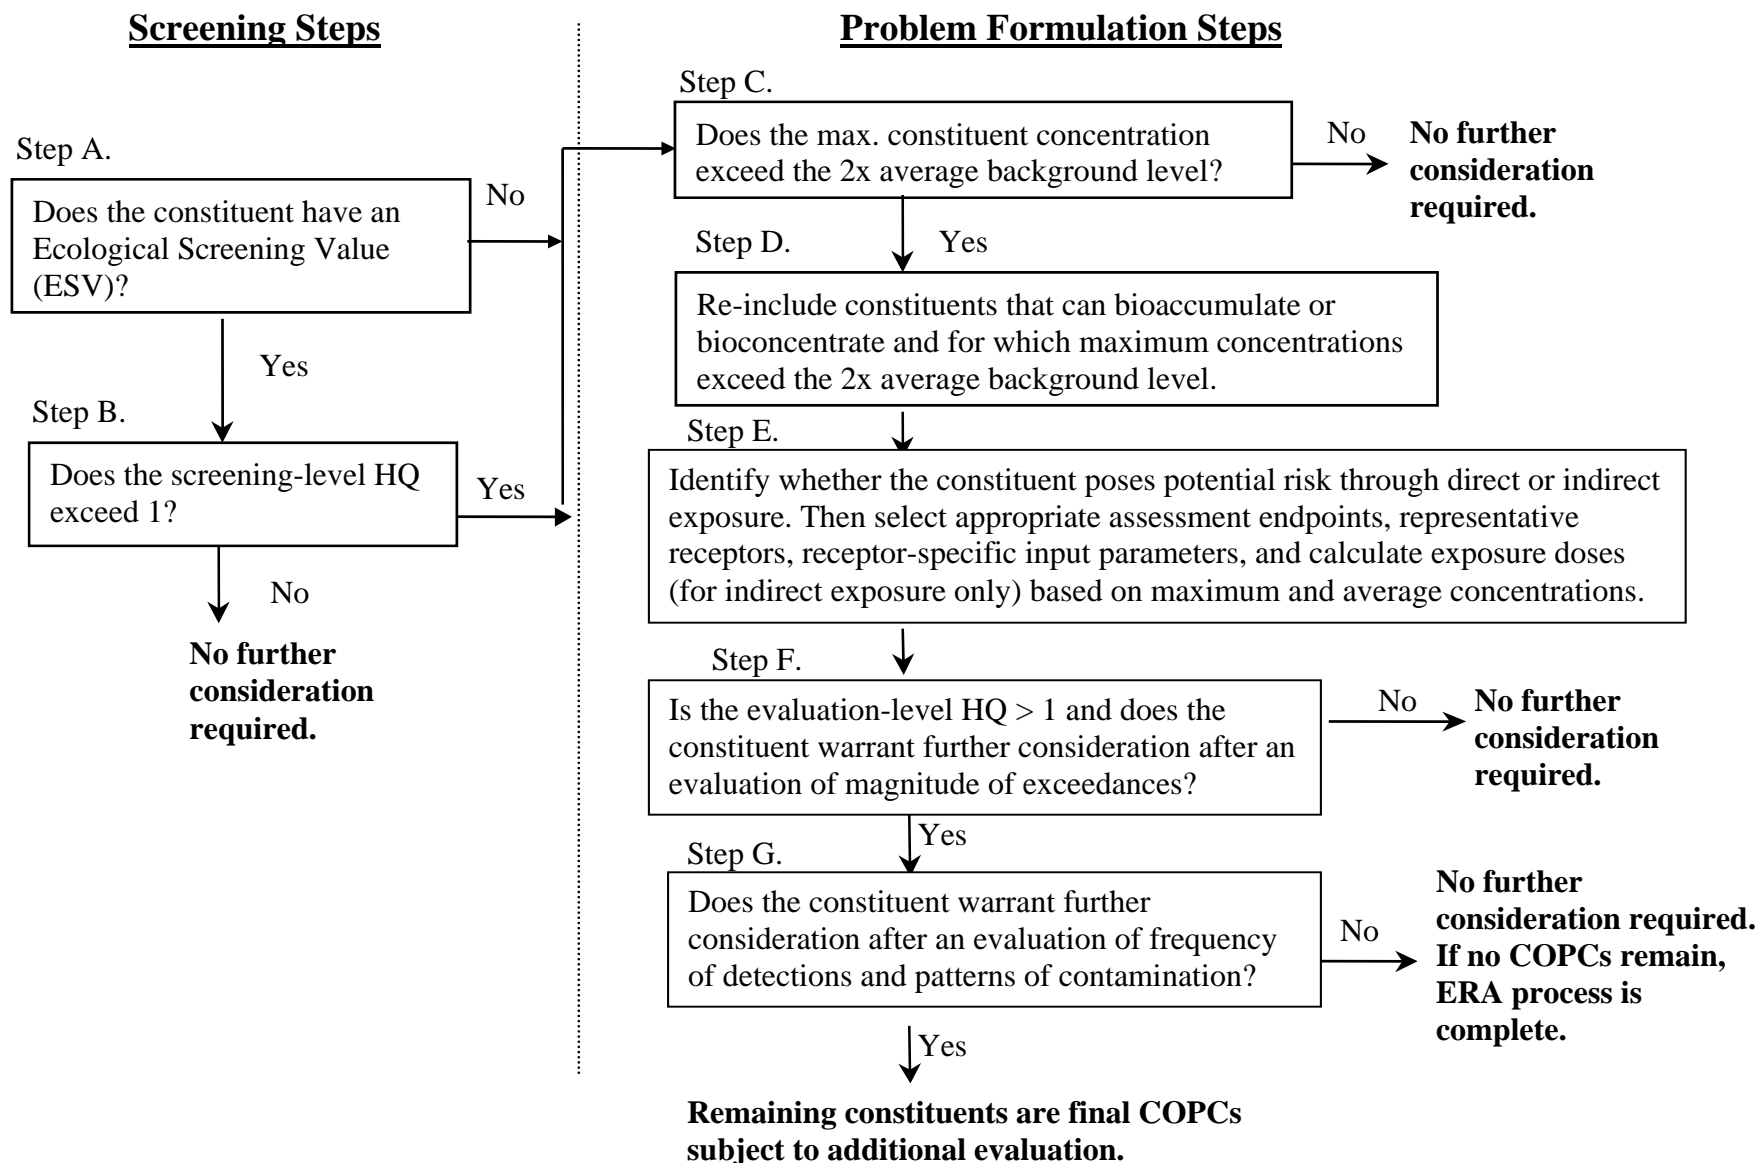 Screening Steps
Step A.
Does the constituent have an
Ecological Screening Value
(ESV)?
No
Yes
Step B.
Does the screening-level HQ
exceed 1?
Yes
No
No further
consideration
required.
Problem Formulation Steps
Step C.
Does the max. constituent concentration
exceed the 2x average background level?
No
No further
consideration
required.
Yes
Step D.
Re-include constituents that can bioaccumulate or
bioconcentrate and for which maximum concentrations
exceed the 2x average background level.
Step E.
Identify whether the constituent poses potential risk through direct or indirect
exposure. Then select appropriate assessment endpoints, representative
receptors, receptor-specific input parameters, and calculate exposure doses
(for indirect exposure only) based on maximum and average concentrations.
Step F.
Is the evaluation-level HQ > 1 and does the
constituent warrant further consideration after an
evaluation of magnitude of exceedances?
No
No further
consideration
required.
Yes
Step G.
Does the constituent warrant further
consideration after an evaluation of frequency
of detections and patterns of contamination?
No
No further
consideration required.
If no COPCs remain,
ERA process is
complete.
Yes
Remaining constituents are final COPCs
subject to additional evaluation.